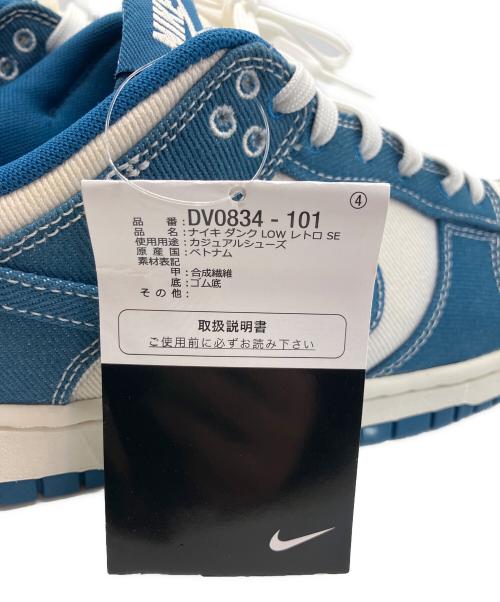 NIKE
④
品番：DV0834 - 101
品名：ナイキ ダンク LOW レトロ SE
使用用途：カジュアルシューズ
原産国：ベトナム
素材表記
甲：合成繊維
底：ゴム底
その他：
取扱説明書
ご使用前に必ずお読み下さい